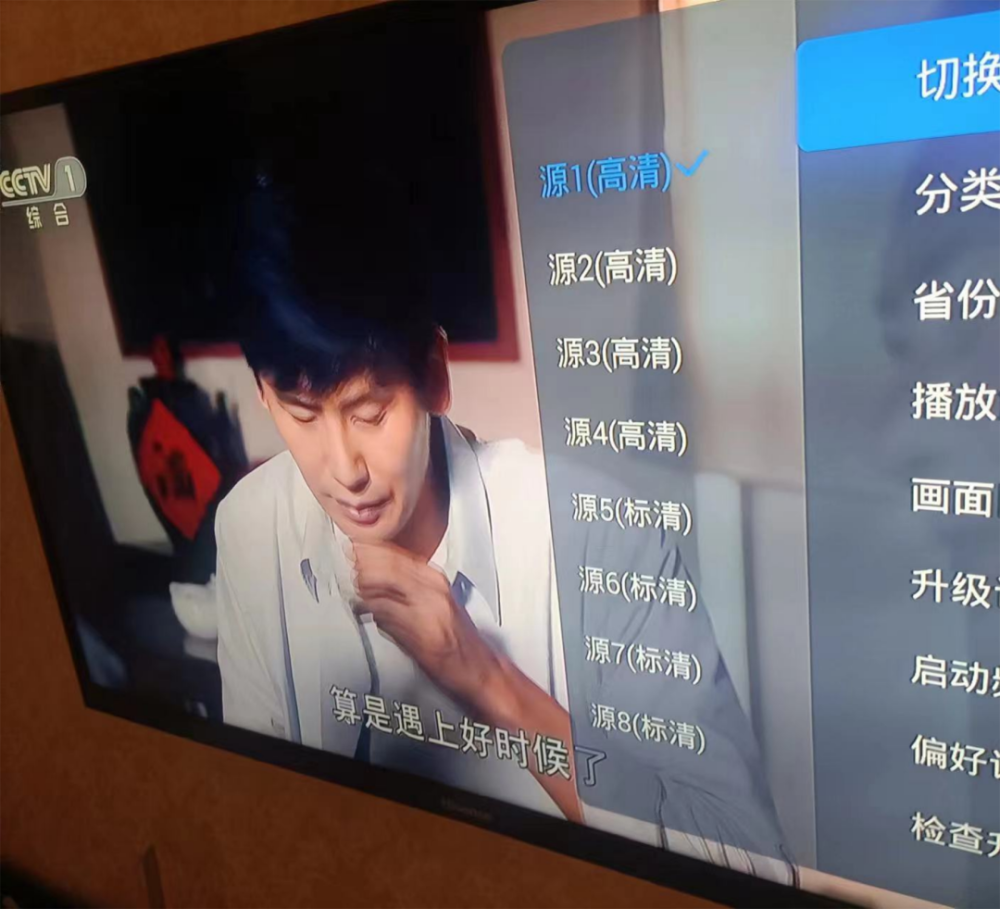 CCTV 1
综合
源1(高清)
源2(高清)
源3(高清)
源4(高清)
源5(标清)
源6(标清)
源7(标清)
源8(标清)
切换
分类
省份
播放
画面
升级
启动
偏好
检查
算是遇上好时候了
Hisense